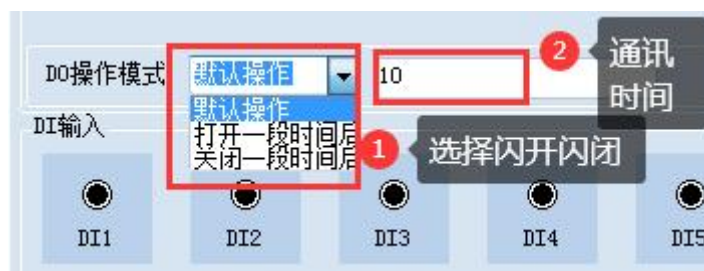 DO操作模式 默认操作 10
默认操作
打开一段时间后
关闭一段时间后
1 选择闪开闪闭
2 通讯
时间
DI输入
DI1 DI2 DI3 DI4 DI5